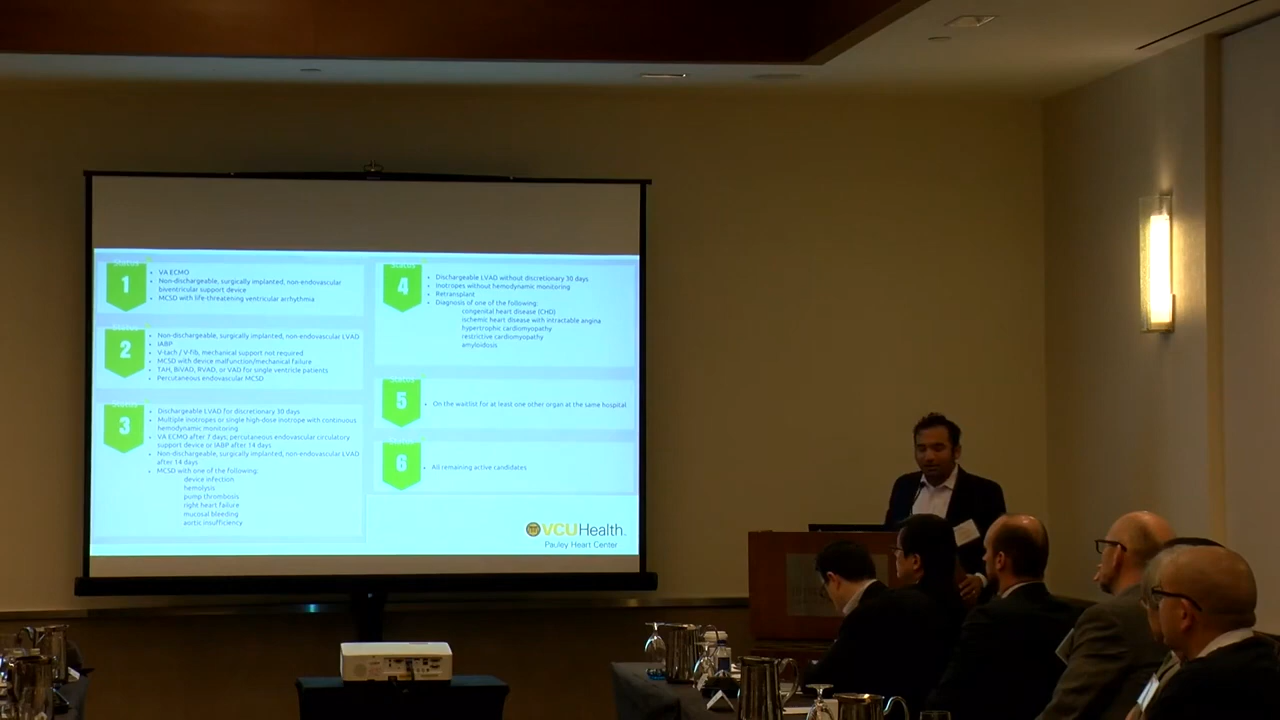 Status
1
VA ECMO
Non-dischargeable, surgically implanted, non-endovascular
biventricular support device
MCSD with life-threatening ventricular arrhythmia
Status
2
Non-dischargeable, surgically implanted, non-endovascular LVAD
IABP
V-tach / V-fib, mechanical support not required
MCSD with device malfunction/mechanical failure
TAH, BiVAD, RVAD, or VAD for single ventricle patients
Percutaneous endovascular MCSD
Status
3
Dischargeable LVAD for discretionary 30 days
Multiple inotropes or single high-dose inotrope with continuous
hemodynamic monitoring
VA ECMO after 7 days; percutaneous endovascular circulatory
support device or IABP after 14 days
Non-dischargeable, surgically implanted, non-endovascular LVAD
after 14 days
MCSD with one of the following:
device infection
hemolysis
pump thrombosis
right heart failure
mucosal bleeding
aortic insufficiency
Status
4
Dischargeable LVAD without discretionary 30 days
Inotropes without hemodynamic monitoring
Retransplant
Diagnosis of one of the following:
congenital heart disease (CHD)
ischemic heart disease with intractable angina
hypertrophic cardiomyopathy
restrictive cardiomyopathy
amyloidosis
Status
5
On the waitlist for at least one other organ at the same hospital
6
All remaining active candidates
VCUHealth.
Pauley Heart Center